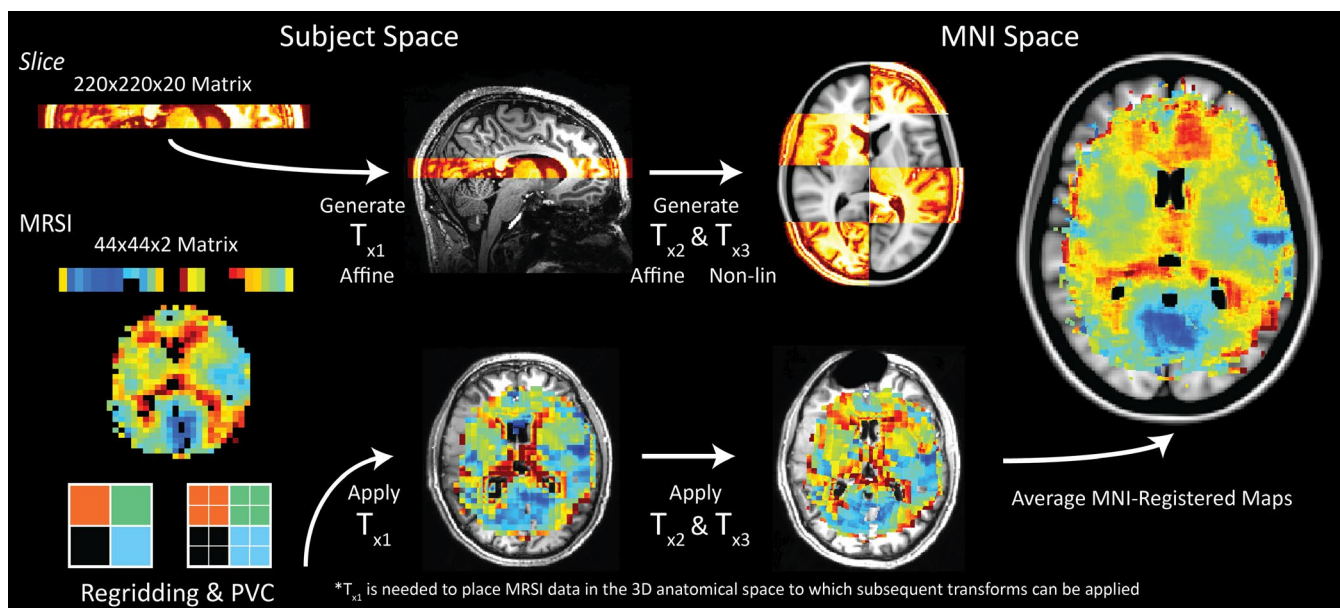 Subject Space
MNI Space
Slice
220x220x20 Matrix
Generate
Tx1
Affine
Generate
Tx2 & Tx3
Affine Non-lin
MRSI
44x44x2 Matrix
Regridding & PVC
Apply
Tx1
Apply
Tx2 & Tx3
Average MNI-Registered Maps
*Tx1 is needed to place MRSI data in the 3D anatomical space to which subsequent transforms can be applied